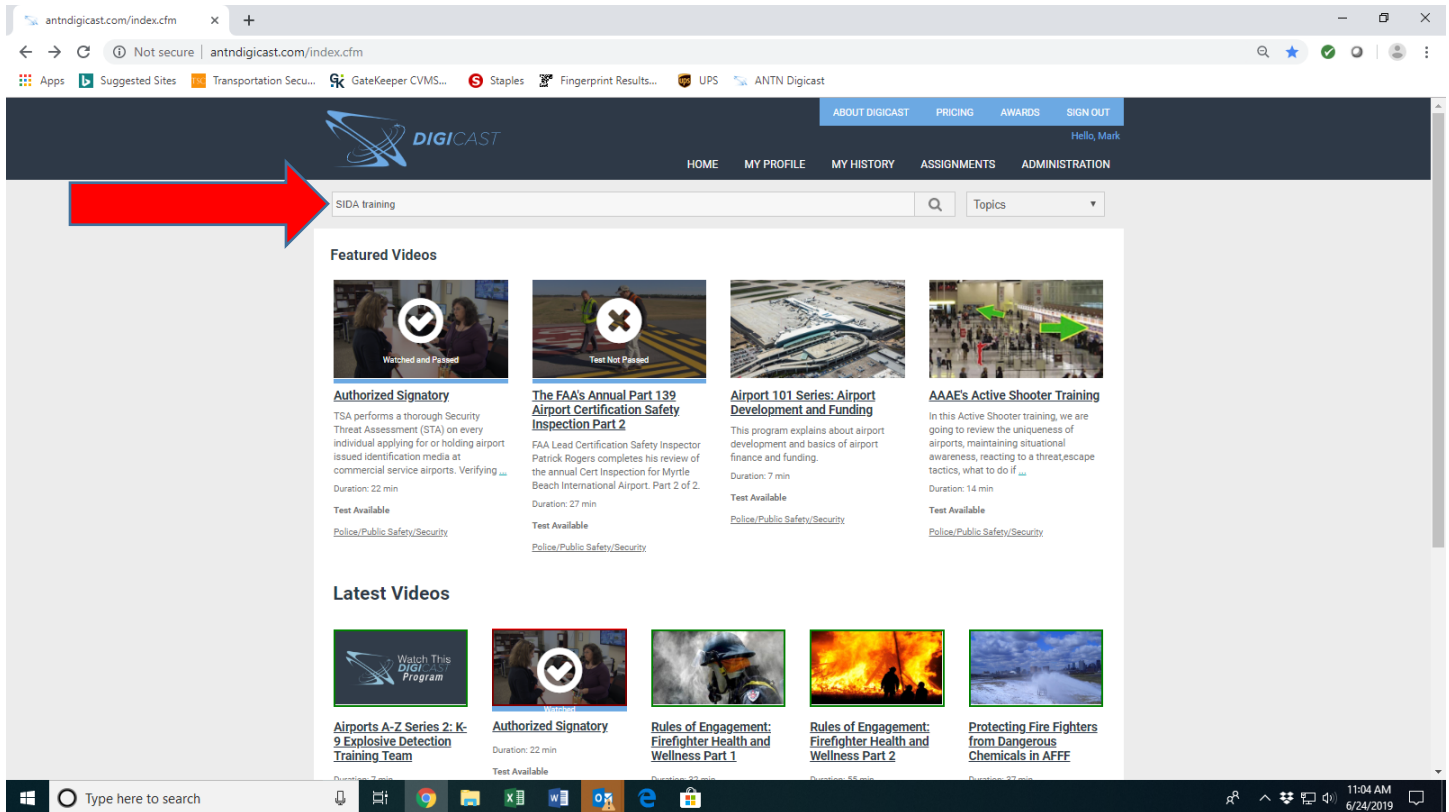 antndigicast.com/index.cfm
Not secure | antndigicast.com/index.cfm
Apps Suggested Sites Transportation Secu... GateKeeper CVMS... Staples Fingerprint Results... UPS ANTN Digicast
ABOUT DIGICAST PRICING AWARDS SIGN OUT
Hello, Mark
DIGICAST
HOME MY PROFILE MY HISTORY ASSIGNMENTS ADMINISTRATION
SIDA training
Topics
Featured Videos
Watched and Passed
Authorized Signatory
TSA performs a thorough Security
Threat Assessment (STA) on every
individual applying for or holding airport
issued identification media at
commercial service airports. Verifying ...
Duration: 22 min
Test Available
Police/Public Safety/Security
Test Not Passed
The FAA's Annual Part 139
Airport Certification Safety
Inspection Part 2
FAA Lead Certification Safety Inspector
Patrick Rogers completes his review of
the annual Cert Inspection for Myrtle
Beach International Airport. Part 2 of 2.
Duration: 27 min
Test Available
Police/Public Safety/Security
Airport 101 Series: Airport
Development and Funding
This program explains about airport
development and basics of airport
finance and funding.
Duration: 7 min
Test Available
Police/Public Safety/Security
AAAE's Active Shooter Training
In this Active Shooter training, we are
going to review the uniqueness of
airports, maintaining situational
awareness, reacting to a threat,escape
tactics, what to do if ...
Duration: 14 min
Test Available
Police/Public Safety/Security
Latest Videos
Watch This
DIGICAST
Program
Airports A-Z Series 2: K-
9 Explosive Detection
Training Team
Duration: 7 min
Watched
Authorized Signatory
Duration: 22 min
Test Available
Rules of Engagement:
Firefighter Health and
Wellness Part 1
Duration: 32 min
Rules of Engagement:
Firefighter Health and
Wellness Part 2
Duration: 55 min
Protecting Fire Fighters
from Dangerous
Chemicals in AFFF
Duration: 37 min
Type here to search
11:04 AM
6/24/2019